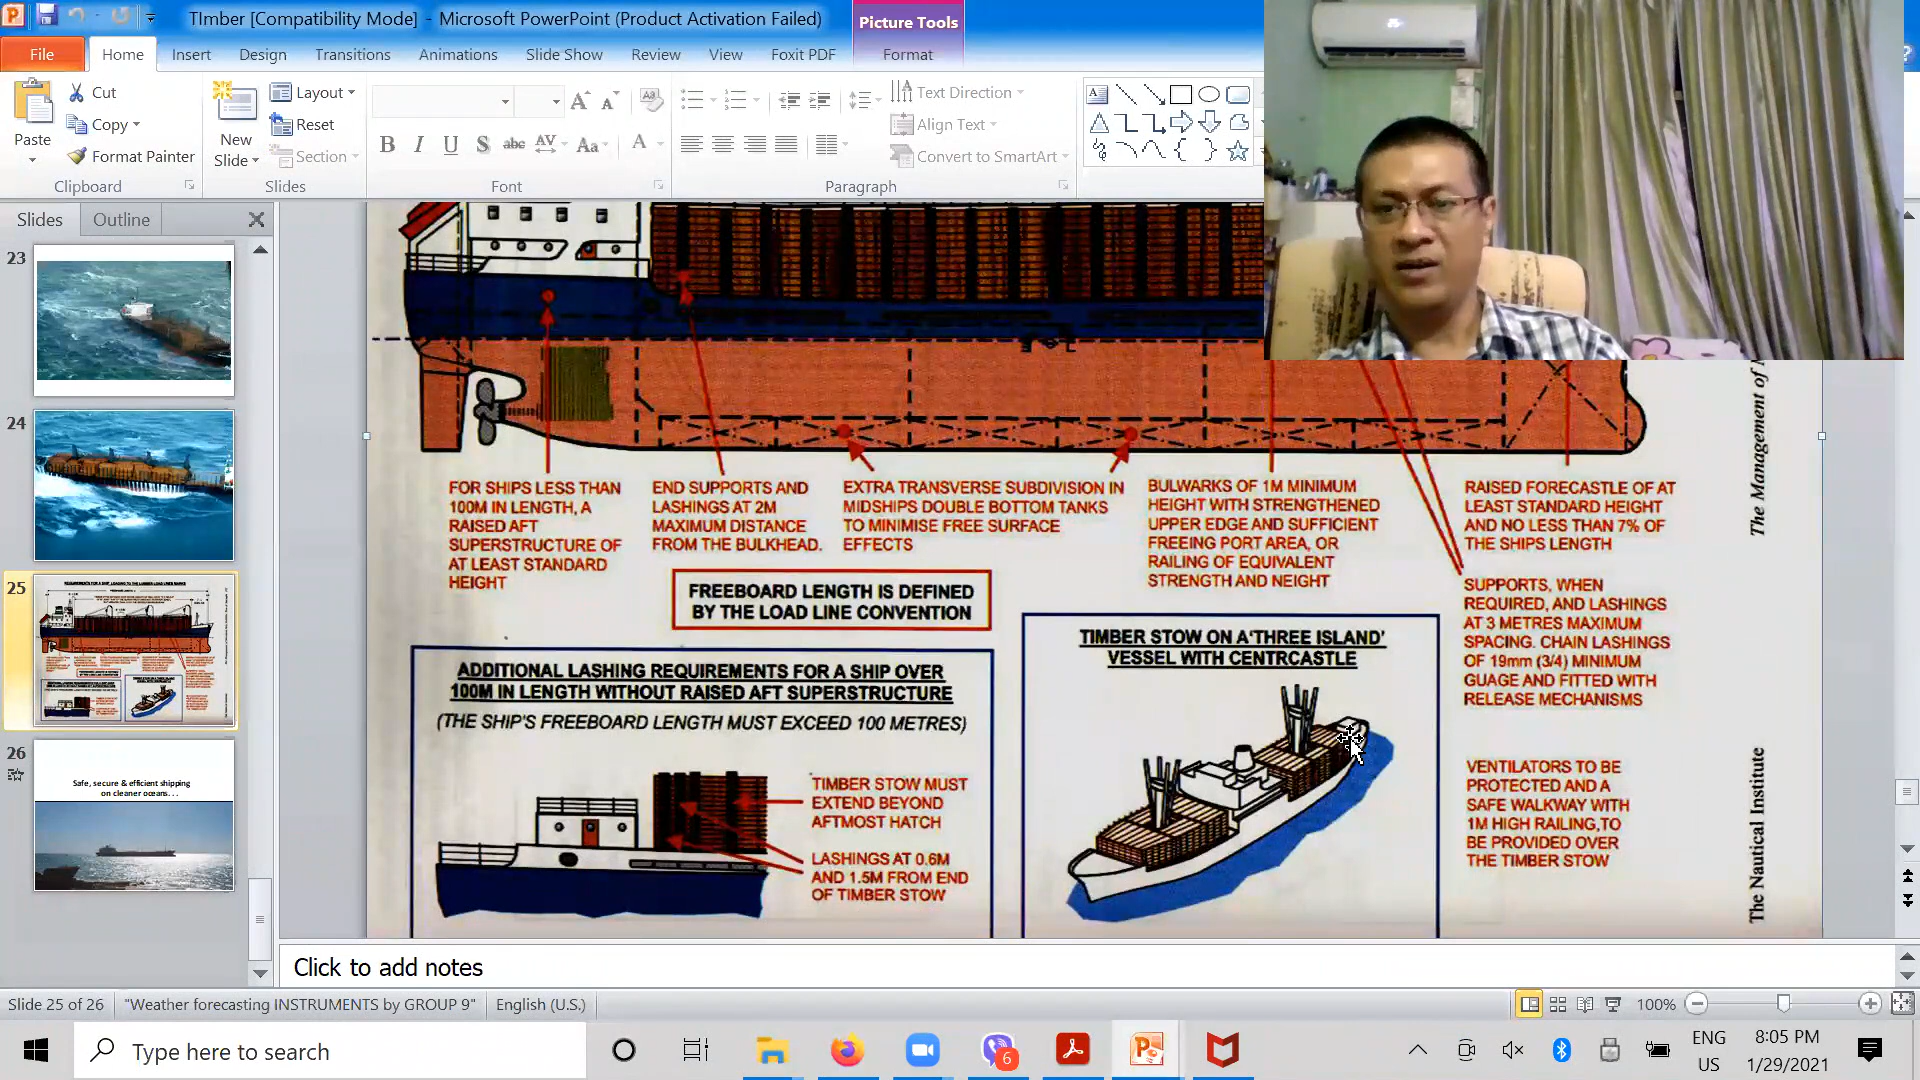 TImber [Compatibility Mode] - Microsoft PowerPoint (Product Activation Failed)
Picture Tools
File
Home
Insert
Design
Transitions
Animations
Slide Show
Review
View
Foxit PDF
Format
Paste
Cut
Copy
Format Painter
Clipboard
New
Slide
Layout
Reset
Section
Slides
Font
Text Direction
Align Text
Convert to SmartArt
Paragraph
Slides
Outline
23
24
25
26
Safe, secure & efficient shipping
on cleaner oceans...
FOR SHIPS LESS THAN
100M IN LENGTH, A
RAISED AFT
SUPERSTRUCTURE OF
AT LEAST STANDARD
HEIGHT
END SUPPORTS AND
LASHINGS AT 2M
MAXIMUM DISTANCE
FROM THE BULKHEAD.
EXTRA TRANSVERSE SUBDIVISION IN
MIDSHIPS DOUBLE BOTTOM TANKS
TO MINIMISE FREE SURFACE
EFFECTS
BULWARKS OF 1M MINIMUM
HEIGHT WITH STRENGTHENED
UPPER EDGE AND SUFFICIENT
FREEING PORT AREA, OR
RAILING OF EQUIVALENT
STRENGTH AND NEIGHT
RAISED FORECASTLE OF AT
LEAST STANDARD HEIGHT
AND NO LESS THAN 7% OF
THE SHIPS LENGTH
SUPPORTS, WHEN
REQUIRED, AND LASHINGS
AT 3 METRES MAXIMUM
SPACING. CHAIN LASHINGS
OF 19mm (3/4) MINIMUM
GUAGE AND FITTED WITH
RELEASE MECHANISMS
VENTILATORS TO BE
PROTECTED AND A
SAFE WALKWAY WITH
1M HIGH RAILING,TO
BE PROVIDED OVER
THE TIMBER STOW
FREEBOARD LENGTH IS DEFINED
BY THE LOAD LINE CONVENTION
ADDITIONAL LASHING REQUIREMENTS FOR A SHIP OVER
100M IN LENGTH WITHOUT RAISED AFT SUPERSTRUCTURE
(THE SHIP'S FREEBOARD LENGTH MUST EXCEED 100 METRES)
TIMBER STOW MUST
EXTEND BEYOND
AFTMOST HATCH
LASHINGS AT 0.6M
AND 1.5M FROM END
OF TIMBER STOW
TIMBER STOW ON A'THREE ISLAND'
VESSEL WITH CENTRCASTLE
The Management of
The Nautical Institute
Click to add notes
Slide 25 of 26
"Weather forecasting INSTRUMENTS by GROUP 9"
English (U.S.)
100%
Type here to search
6
ENG
US
8:05 PM
1/29/2021